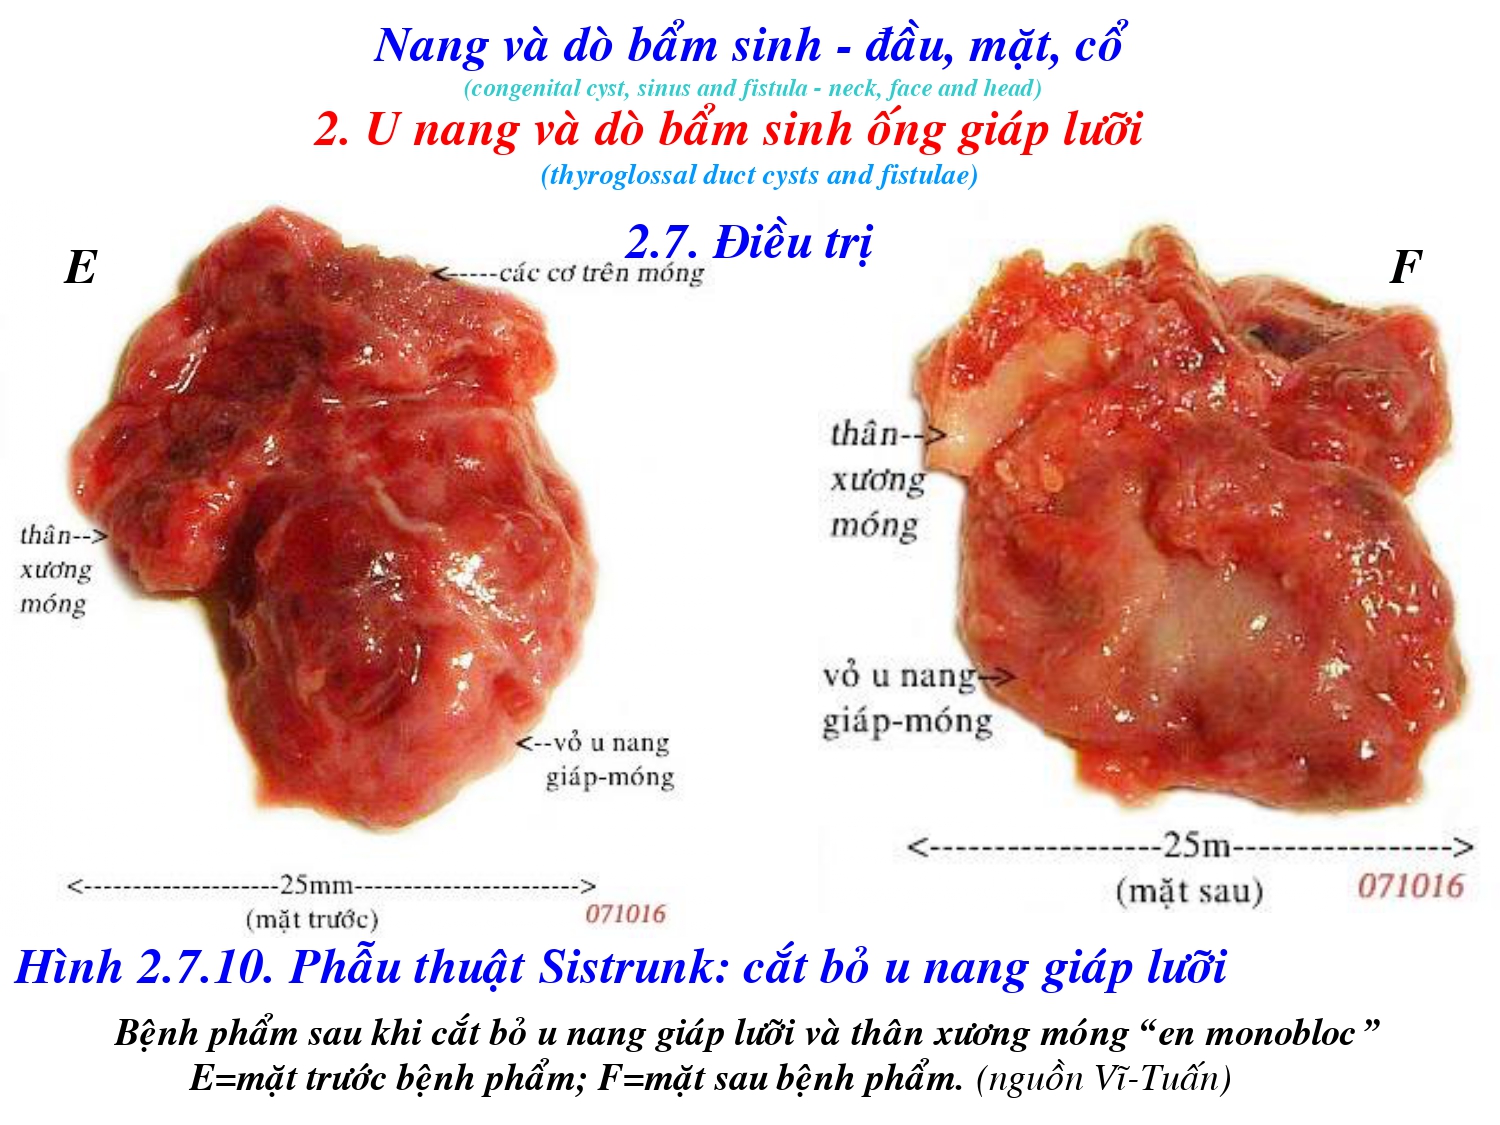 Nang và dò bẩm sinh - đầu, mặt, cổ
(congenital cyst, sinus and fistula - neck, face and head)
2. U nang và dò bẩm sinh ống giáp lưỡi
(thyroglossal duct cysts and fistulae)
2.7. Điều trị
E
F
<-----các cơ trên móng
thân-->
xương
móng
<--vỏ u nang
giáp-móng
<--------------------25mm----------------------->
(mặt trước)
071016
thân-->
xương
móng
vỏ u nang-->
giáp-móng
<------------------25m----------------->
(mặt sau)
071016
Hình 2.7.10. Phẫu thuật Sistrunk: cắt bỏ u nang giáp lưỡi
Bệnh phẩm sau khi cắt bỏ u nang giáp lưỡi và thân xương móng “en monobloc”
E=mặt trước bệnh phẩm; F=mặt sau bệnh phẩm. (nguồn Vĩ-Tuấn)